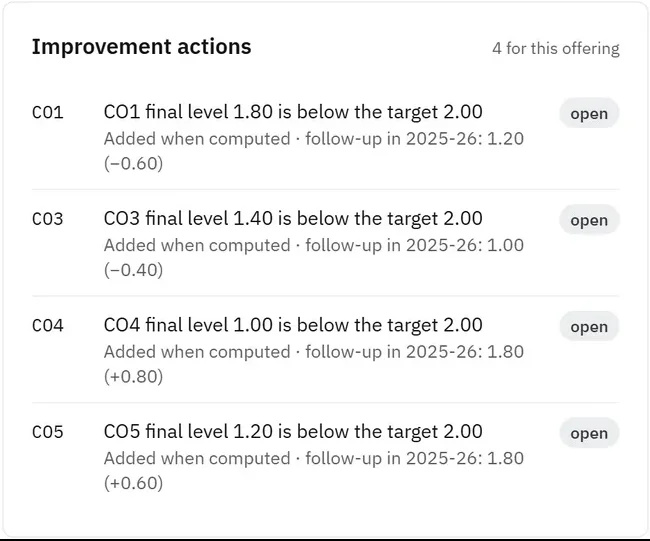 Improvement actions
4 for this offering
CO1
CO1 final level 1.80 is below the target 2.00
open
Added when computed · follow-up in 2025-26: 1.20
(−0.60)
CO3
CO3 final level 1.40 is below the target 2.00
open
Added when computed · follow-up in 2025-26: 1.00
(−0.40)
CO4
CO4 final level 1.00 is below the target 2.00
open
Added when computed · follow-up in 2025-26: 1.80
(+0.80)
CO5
CO5 final level 1.20 is below the target 2.00
open
Added when computed · follow-up in 2025-26: 1.80
(+0.60)